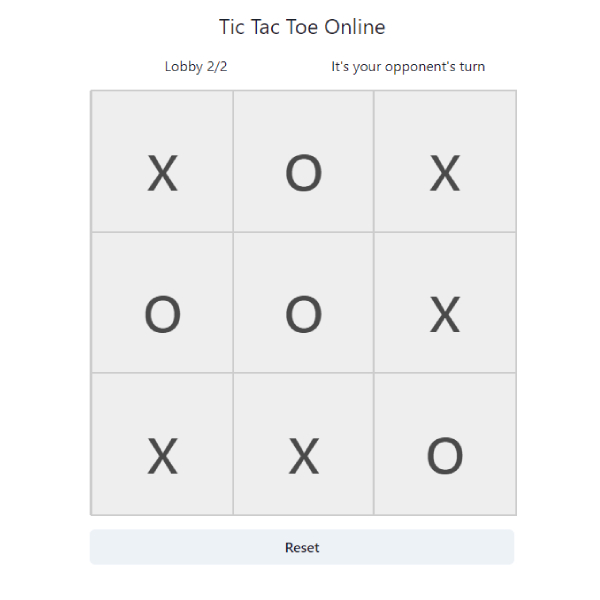 Tic Tac Toe Online
Lobby 2/2 It's your opponent's turn
X O X
O O X
X X O
Reset